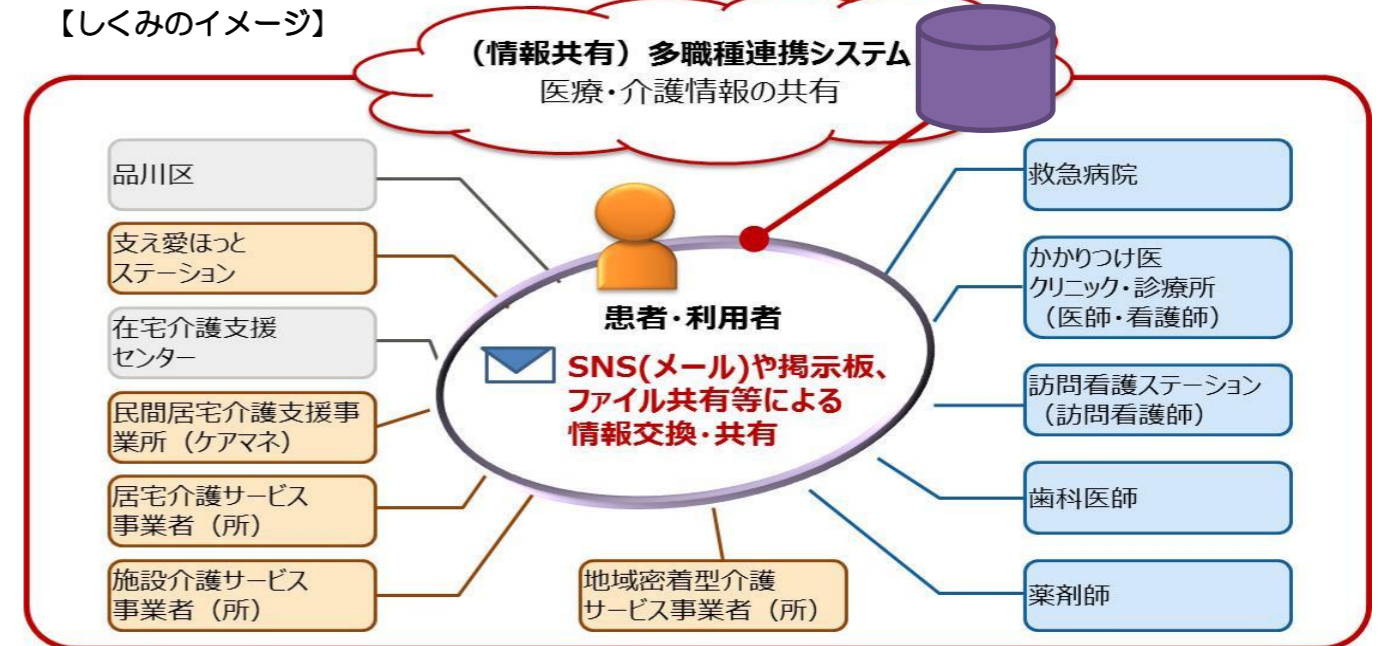 【しくみのイメージ】
(情報共有)多職種連携システム
医療・介護情報の共有
品川区
支え愛ほっと
ステーション
在宅介護支援
センター
民間居宅介護支援事
業所(ケアマネ)
居宅介護サービス
事業者(所)
施設介護サービス
事業者(所)
患者・利用者
SNS(メール)や掲示板、
ファイル共有等による
情報交換・共有
地域密着型介護
サービス事業者(所)
救急病院
かかりつけ医
クリニック・診療所
(医師・看護師)
訪問看護ステーション
(訪問看護師)
歯科医師
薬剤師